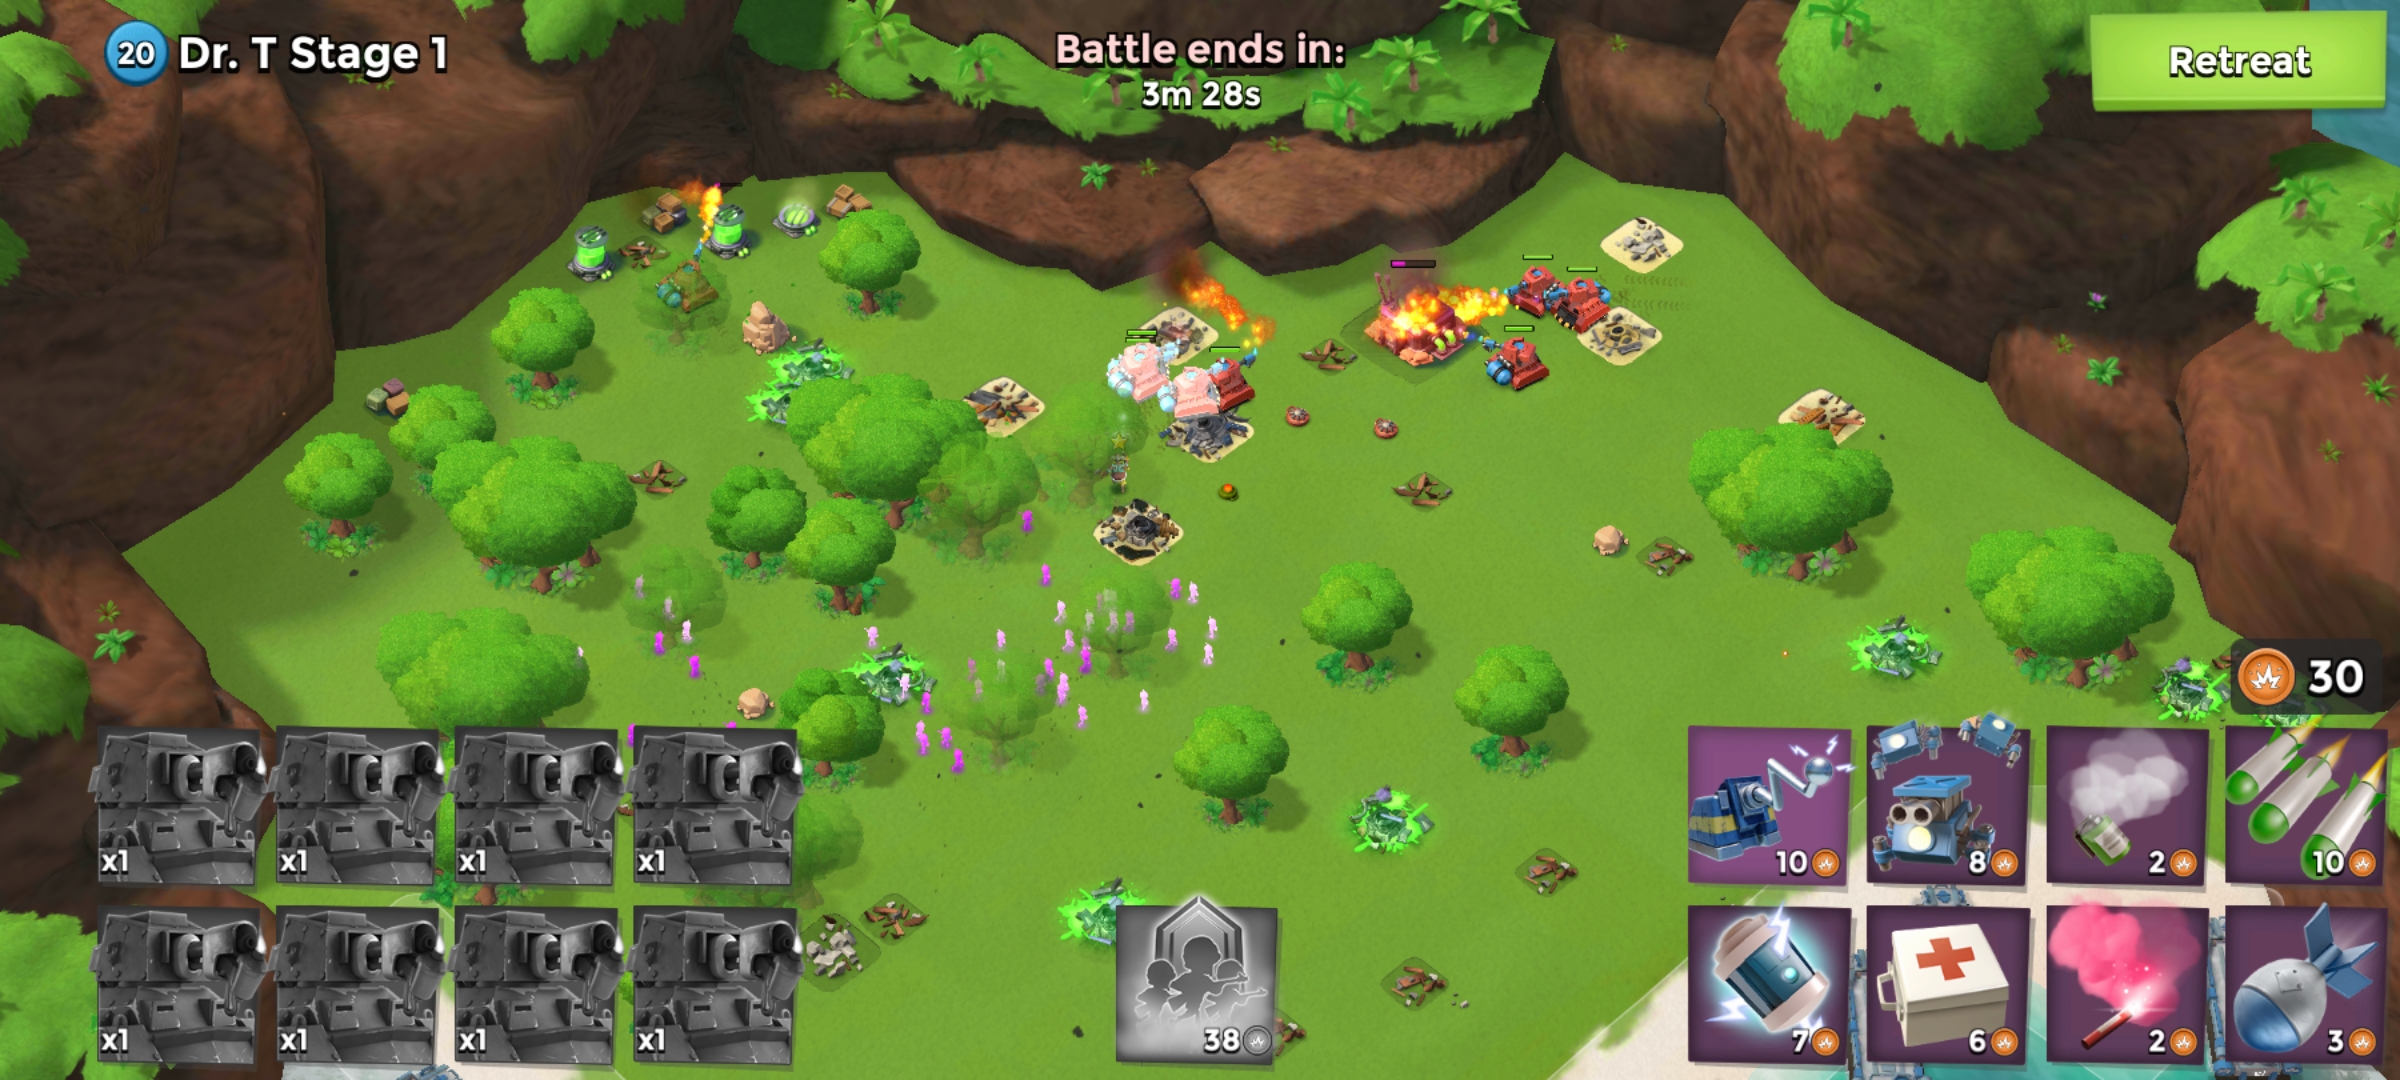 20 Dr. T Stage 1
Battle ends in:
3m 28s
Retreat
30
x1 x1 x1 x1
10 8 2 10
x1 x1 x1 x1
38
7 6 2 3